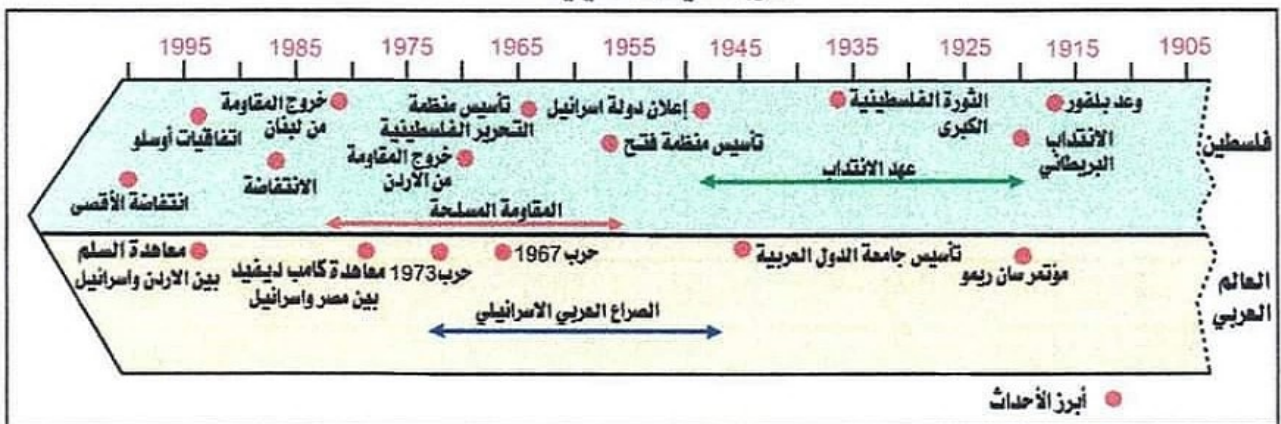 1905 1915 1925 1935 1945 1955 1965 1975 1985 1995
فلسطين
وعد بلفور
الانتداب
البريطاني
الثورة الفلسطينية
الكبرى
عهد الانتداب
إعلان دولة اسرائيل
تأسيس منظمة فتح
تأسيس منظمة
التحرير الفلسطينية
خروج المقاومة
من الاردن
المقاومة المسلحة
خروج المقاومة
من لبنان
الانتفاضة
اتفاقيات أوسلو
انتفاضة الأقصى
العالم
العربي
مؤتمر سان ريمو
تأسيس جامعة الدول العربية
حرب 1967
حرب 1973
معاهدة كامب ديفيد
بين مصر واسرائيل
معاهدة السلم
بين الاردن واسرائيل
الصراع العربي الاسرائيلي
أبرز الأحداث